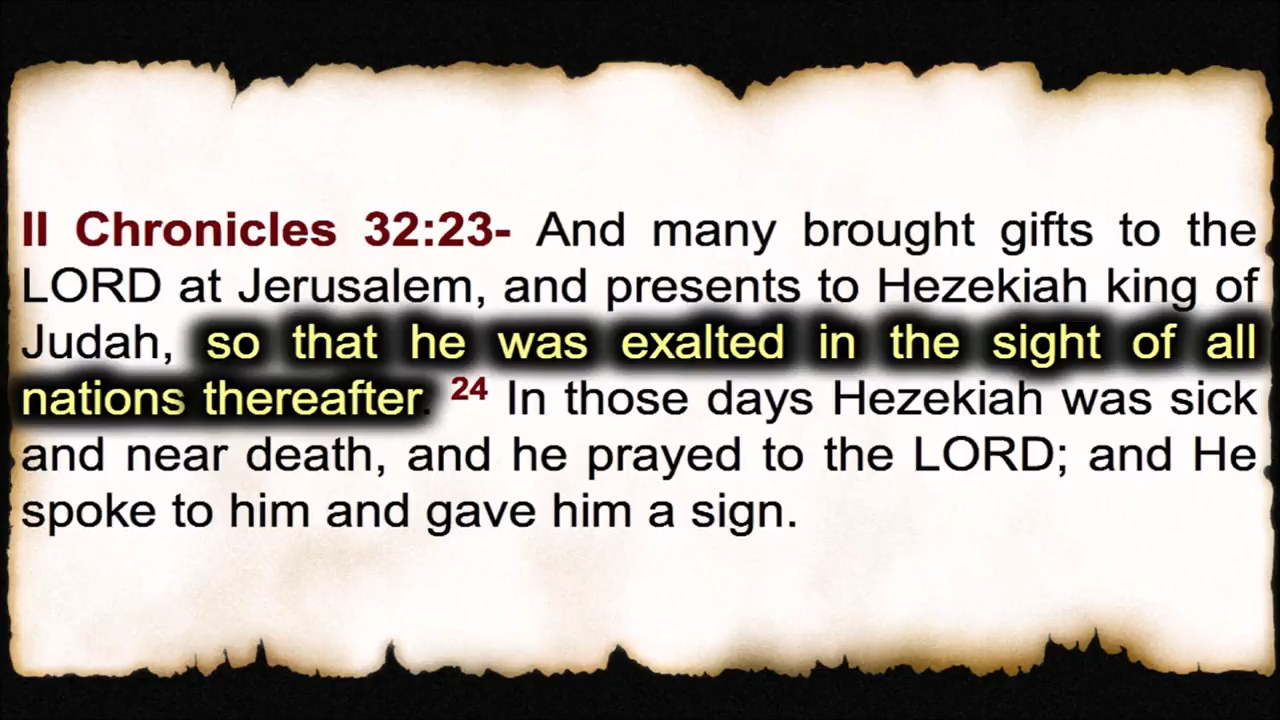 II Chronicles 32:23- And many brought gifts to the
LORD at Jerusalem, and presents to Hezekiah king of
Judah, so that he was exalted in the sight of all
nations thereafter. 24 In those days Hezekiah was sick
and near death, and he prayed to the LORD; and He
spoke to him and gave him a sign.